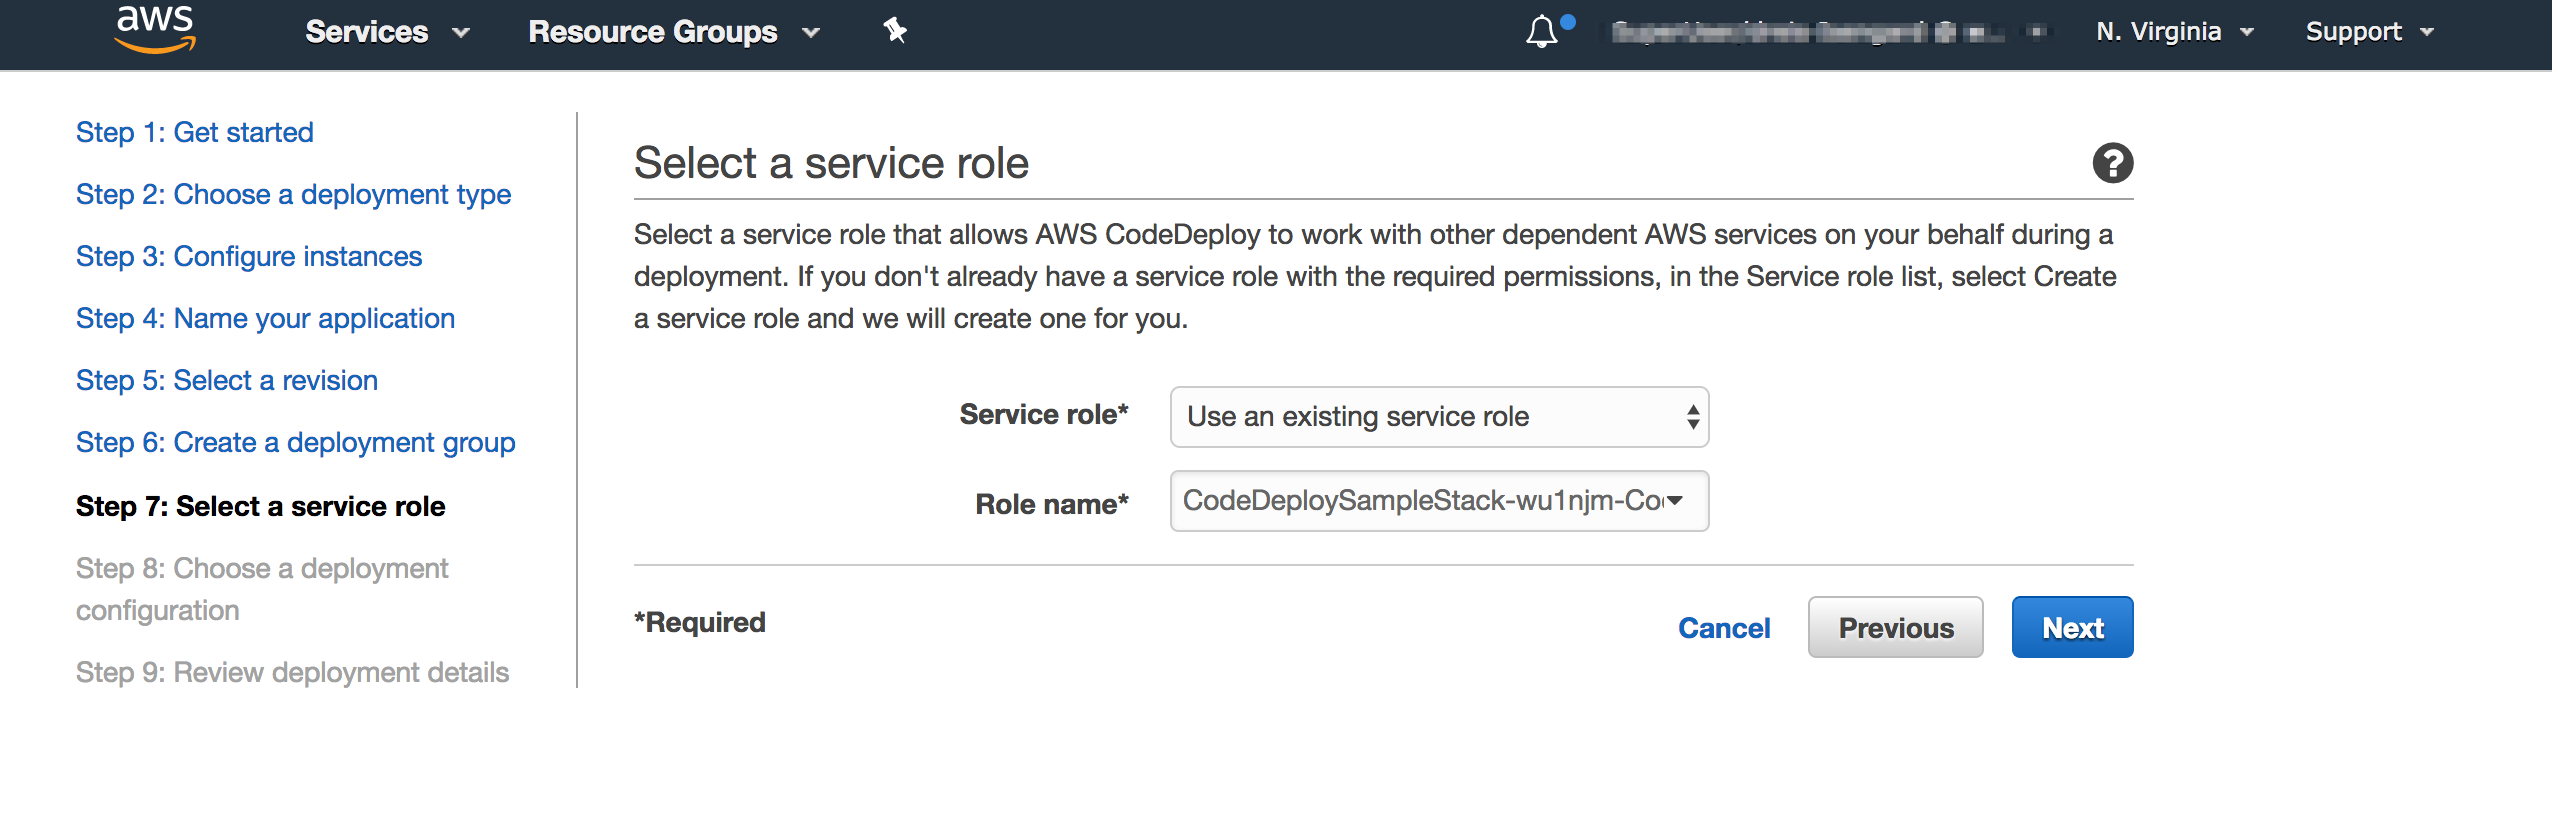 aws Services Resource Groups N. Virginia Support
Step 1: Get started
Step 2: Choose a deployment type
Step 3: Configure instances
Step 4: Name your application
Step 5: Select a revision
Step 6: Create a deployment group
Step 7: Select a service role
Step 8: Choose a deployment
configuration
Step 9: Review deployment details
Select a service role
Select a service role that allows AWS CodeDeploy to work with other dependent AWS services on your behalf during a
deployment. If you don't already have a service role with the required permissions, in the Service role list, select Create
a service role and we will create one for you.
Service role* Use an existing service role
Role name* CodeDeploySampleStack-wu1njm-Co
*Required Cancel Previous Next